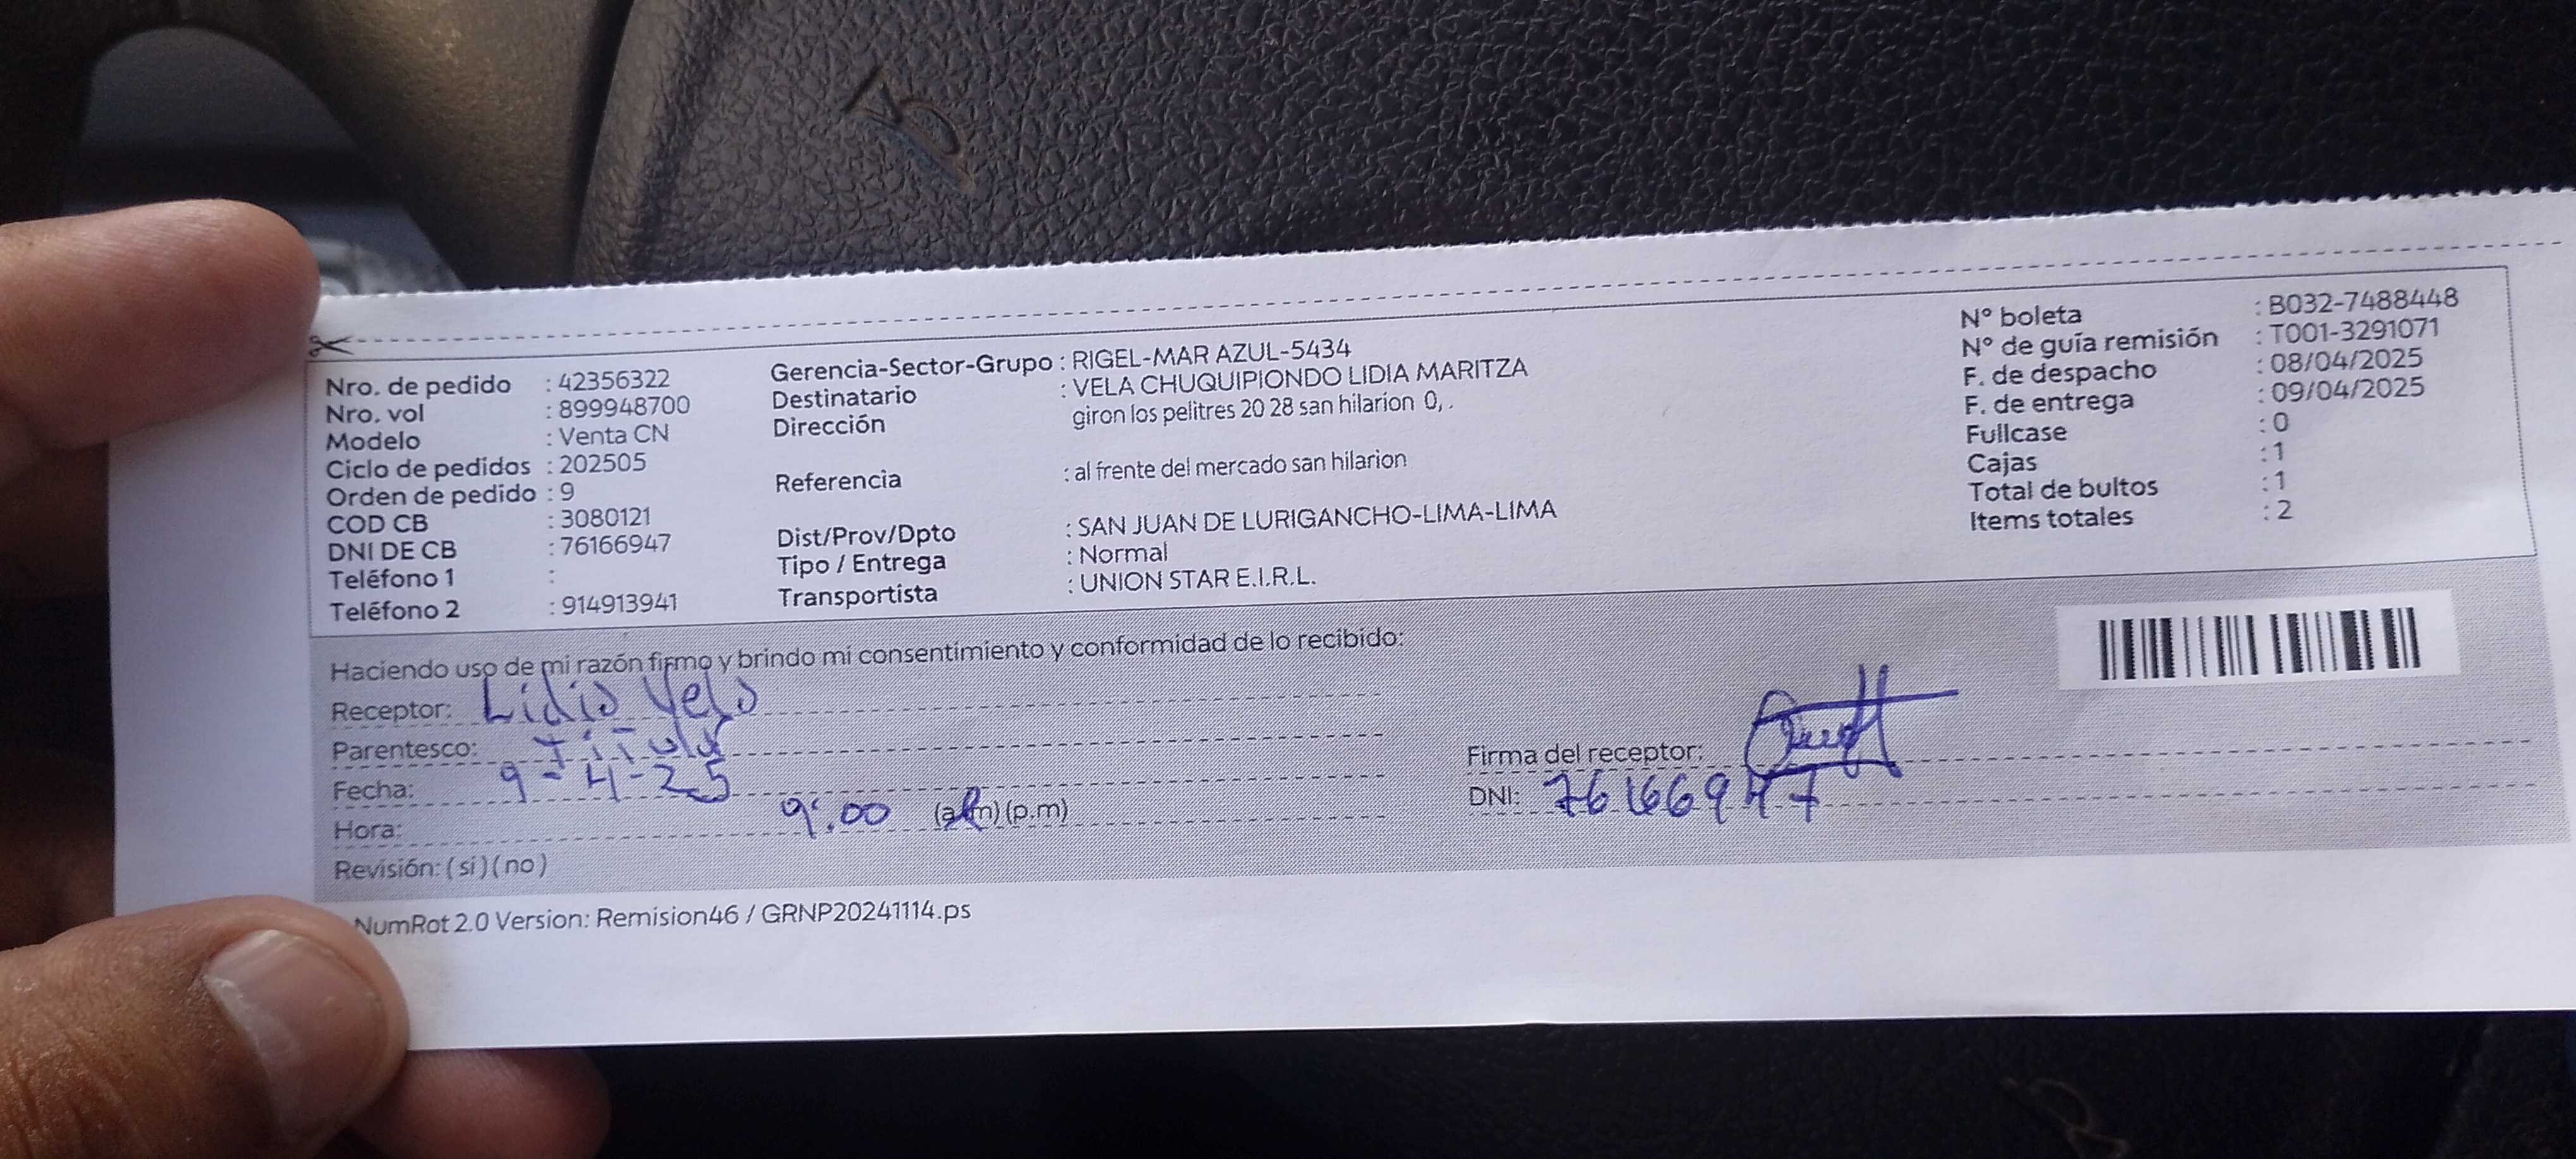 Nro. de pedido : 42356322
Nro. vol : 899948700
Modelo : Venta CN
Ciclo de pedidos : 202505
Orden de pedido : 9
COD CB : 3080121
DNI DE CB : 76166947
Teléfono 1 :
Teléfono 2 : 914913941
Gerencia-Sector-Grupo : RIGEL-MAR AZUL-5434
Destinatario : VELA CHUQUIPIONDO LIDIA MARITZA
Dirección giron los pelitres 20 28 san hilarion 0, .
Referencia : al frente del mercado san hilarion
Dist/Prov/Dpto : SAN JUAN DE LURIGANCHO-LIMA-LIMA
Tipo / Entrega : Normal
Transportista : UNION STAR E.I.R.L.
N° boleta : B032-7488448
N° de guía remisión : T001-3291071
F. de despacho : 08/04/2025
F. de entrega : 09/04/2025
Fullcase : 0
Cajas : 1
Total de bultos : 1
Items totales : 2
Haciendo uso de mi razón firmo y brindo mi consentimiento y conformidad de lo recibido:
Receptor: Lidia Vela
Parentesco: Titular
Fecha: 9-4-25
Hora: 9:00 (a.m) (p.m)
Revisión: (si) (no)
Firma del receptor:
DNI: 76166947
NumRot 2.0 Version: Remision46 / GRNP20241114.ps